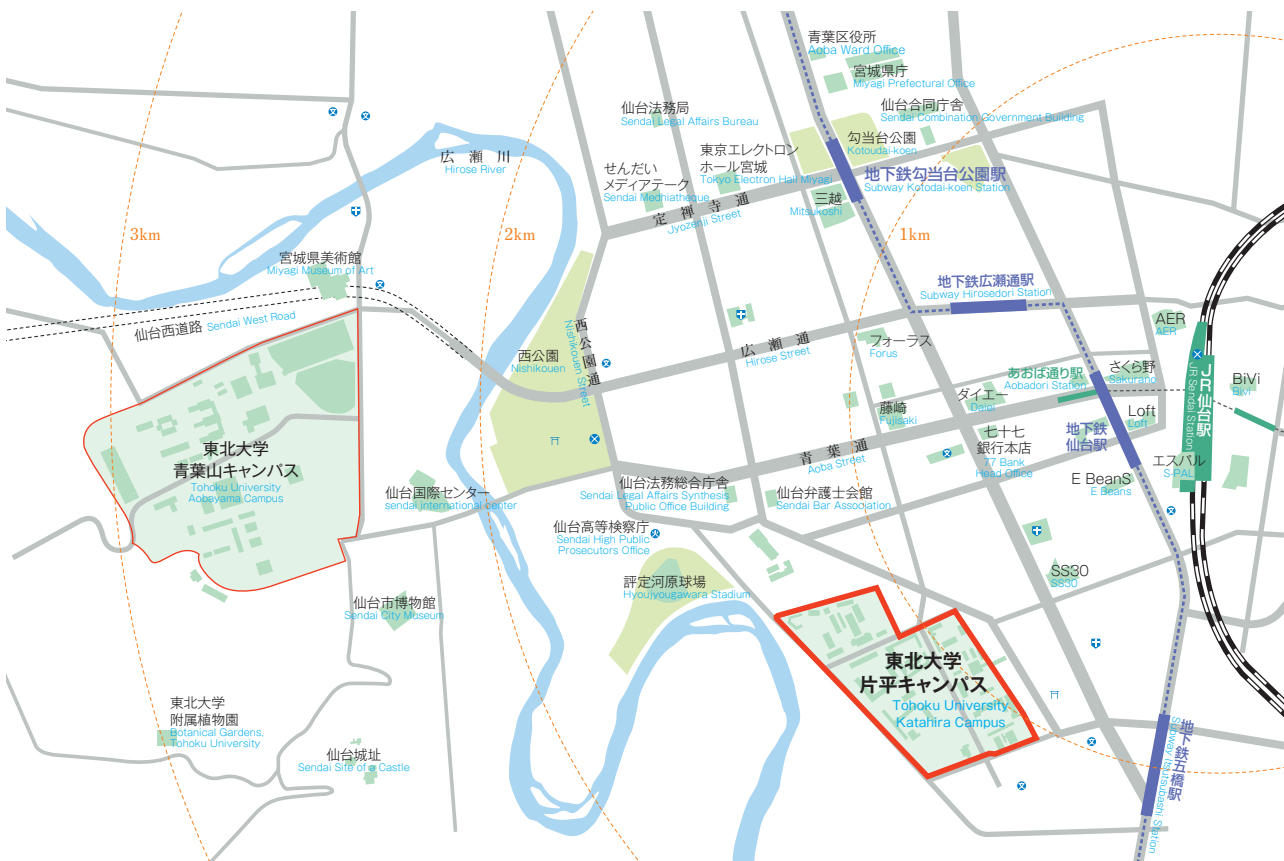 青葉区役所
Aoba Ward Office
宮城県庁
Miyagi Prefectural Office
仙台法務局
Sendai Legal Affairs Bureau
仙台合同庁舎
Sendai Combination Government Building
勾当台公園
Kotoudai-koen
広瀬川
Hirose River
東京エレクトロン
ホール宮城
Tokyo Electron Hall Miyagi
せんだい
メディアテーク
Sendai Medhiatheque
地下鉄勾当台公園駅
Subway Kotodai-koen Station
三越
Mitsukoshi
定禅寺通
Jyozenji Street
3km
2km
1km
宮城県美術館
Miyagi Museum of Art
地下鉄広瀬通駅
Subway Hirosedori Station
仙台西道路 Sendai West Road
西公園
Nishikouen
西公園通
Nishikouen Street
広瀬通
Hirose Street
フォーラス
Forus
AER
AER
あおば通り駅
Aobadori Station
さくら野
Sakurano
JR仙台駅
JR Sendai Station
BiVi
Bivi
藤崎
Fujisaki
ダイエー
Daiei
Loft
Loft
地下鉄
仙台駅
七十七
銀行本店
77 Bank
Head Office
青葉通
Aoba Street
エスパル
S-PAL
E BeanS
E Beans
東北大学
青葉山キャンパス
Tohoku University
Aobayama Campus
仙台国際センター
sendai international center
仙台法務総合庁舎
Sendai Legal Affairs Synthesis
Public Office Building
仙台弁護士会館
Sendai Bar Association
仙台高等検察庁
Sendai High Public
Prosecutors Office
評定河原球場
Hyoujyougawara Stadium
SS30
SS30
仙台市博物館
Sendai City Museum
東北大学
片平キャンパス
Tohoku University
Katahira Campus
東北大学
附属植物園
Botanical Gardens,
Tohoku University
仙台城址
Sendai Site of a Castle
地下鉄五橋駅
Subway Itsutsubashi Station